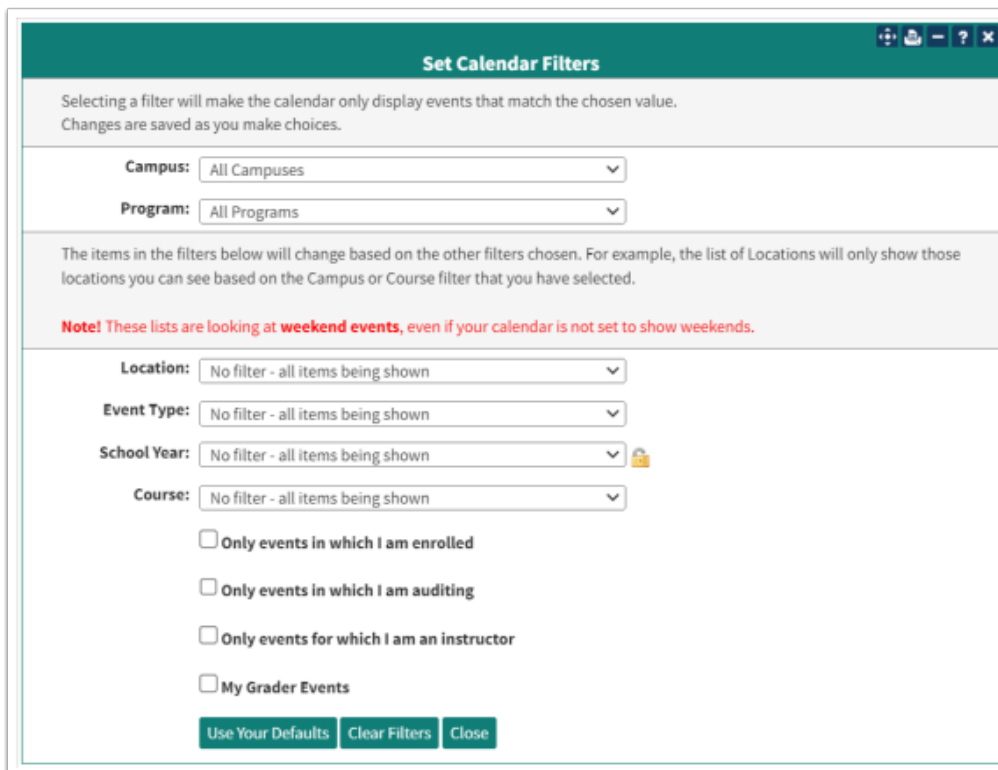 Set Calendar Filters
Selecting a filter will make the calendar only display events that match the chosen value.
Changes are saved as you make choices.
Campus: All Campuses
Program: All Programs
The items in the filters below will change based on the other filters chosen. For example, the list of Locations will only show those
locations you can see based on the Campus or Course filter that you have selected.
Note! These lists are looking at weekend events, even if your calendar is not set to show weekends.
Location: No filter - all items being shown
Event Type: No filter - all items being shown
School Year: No filter - all items being shown
Course: No filter - all items being shown
Only events in which I am enrolled
Only events in which I am auditing
Only events for which I am an instructor
My Grader Events
Use Your Defaults Clear Filters Close